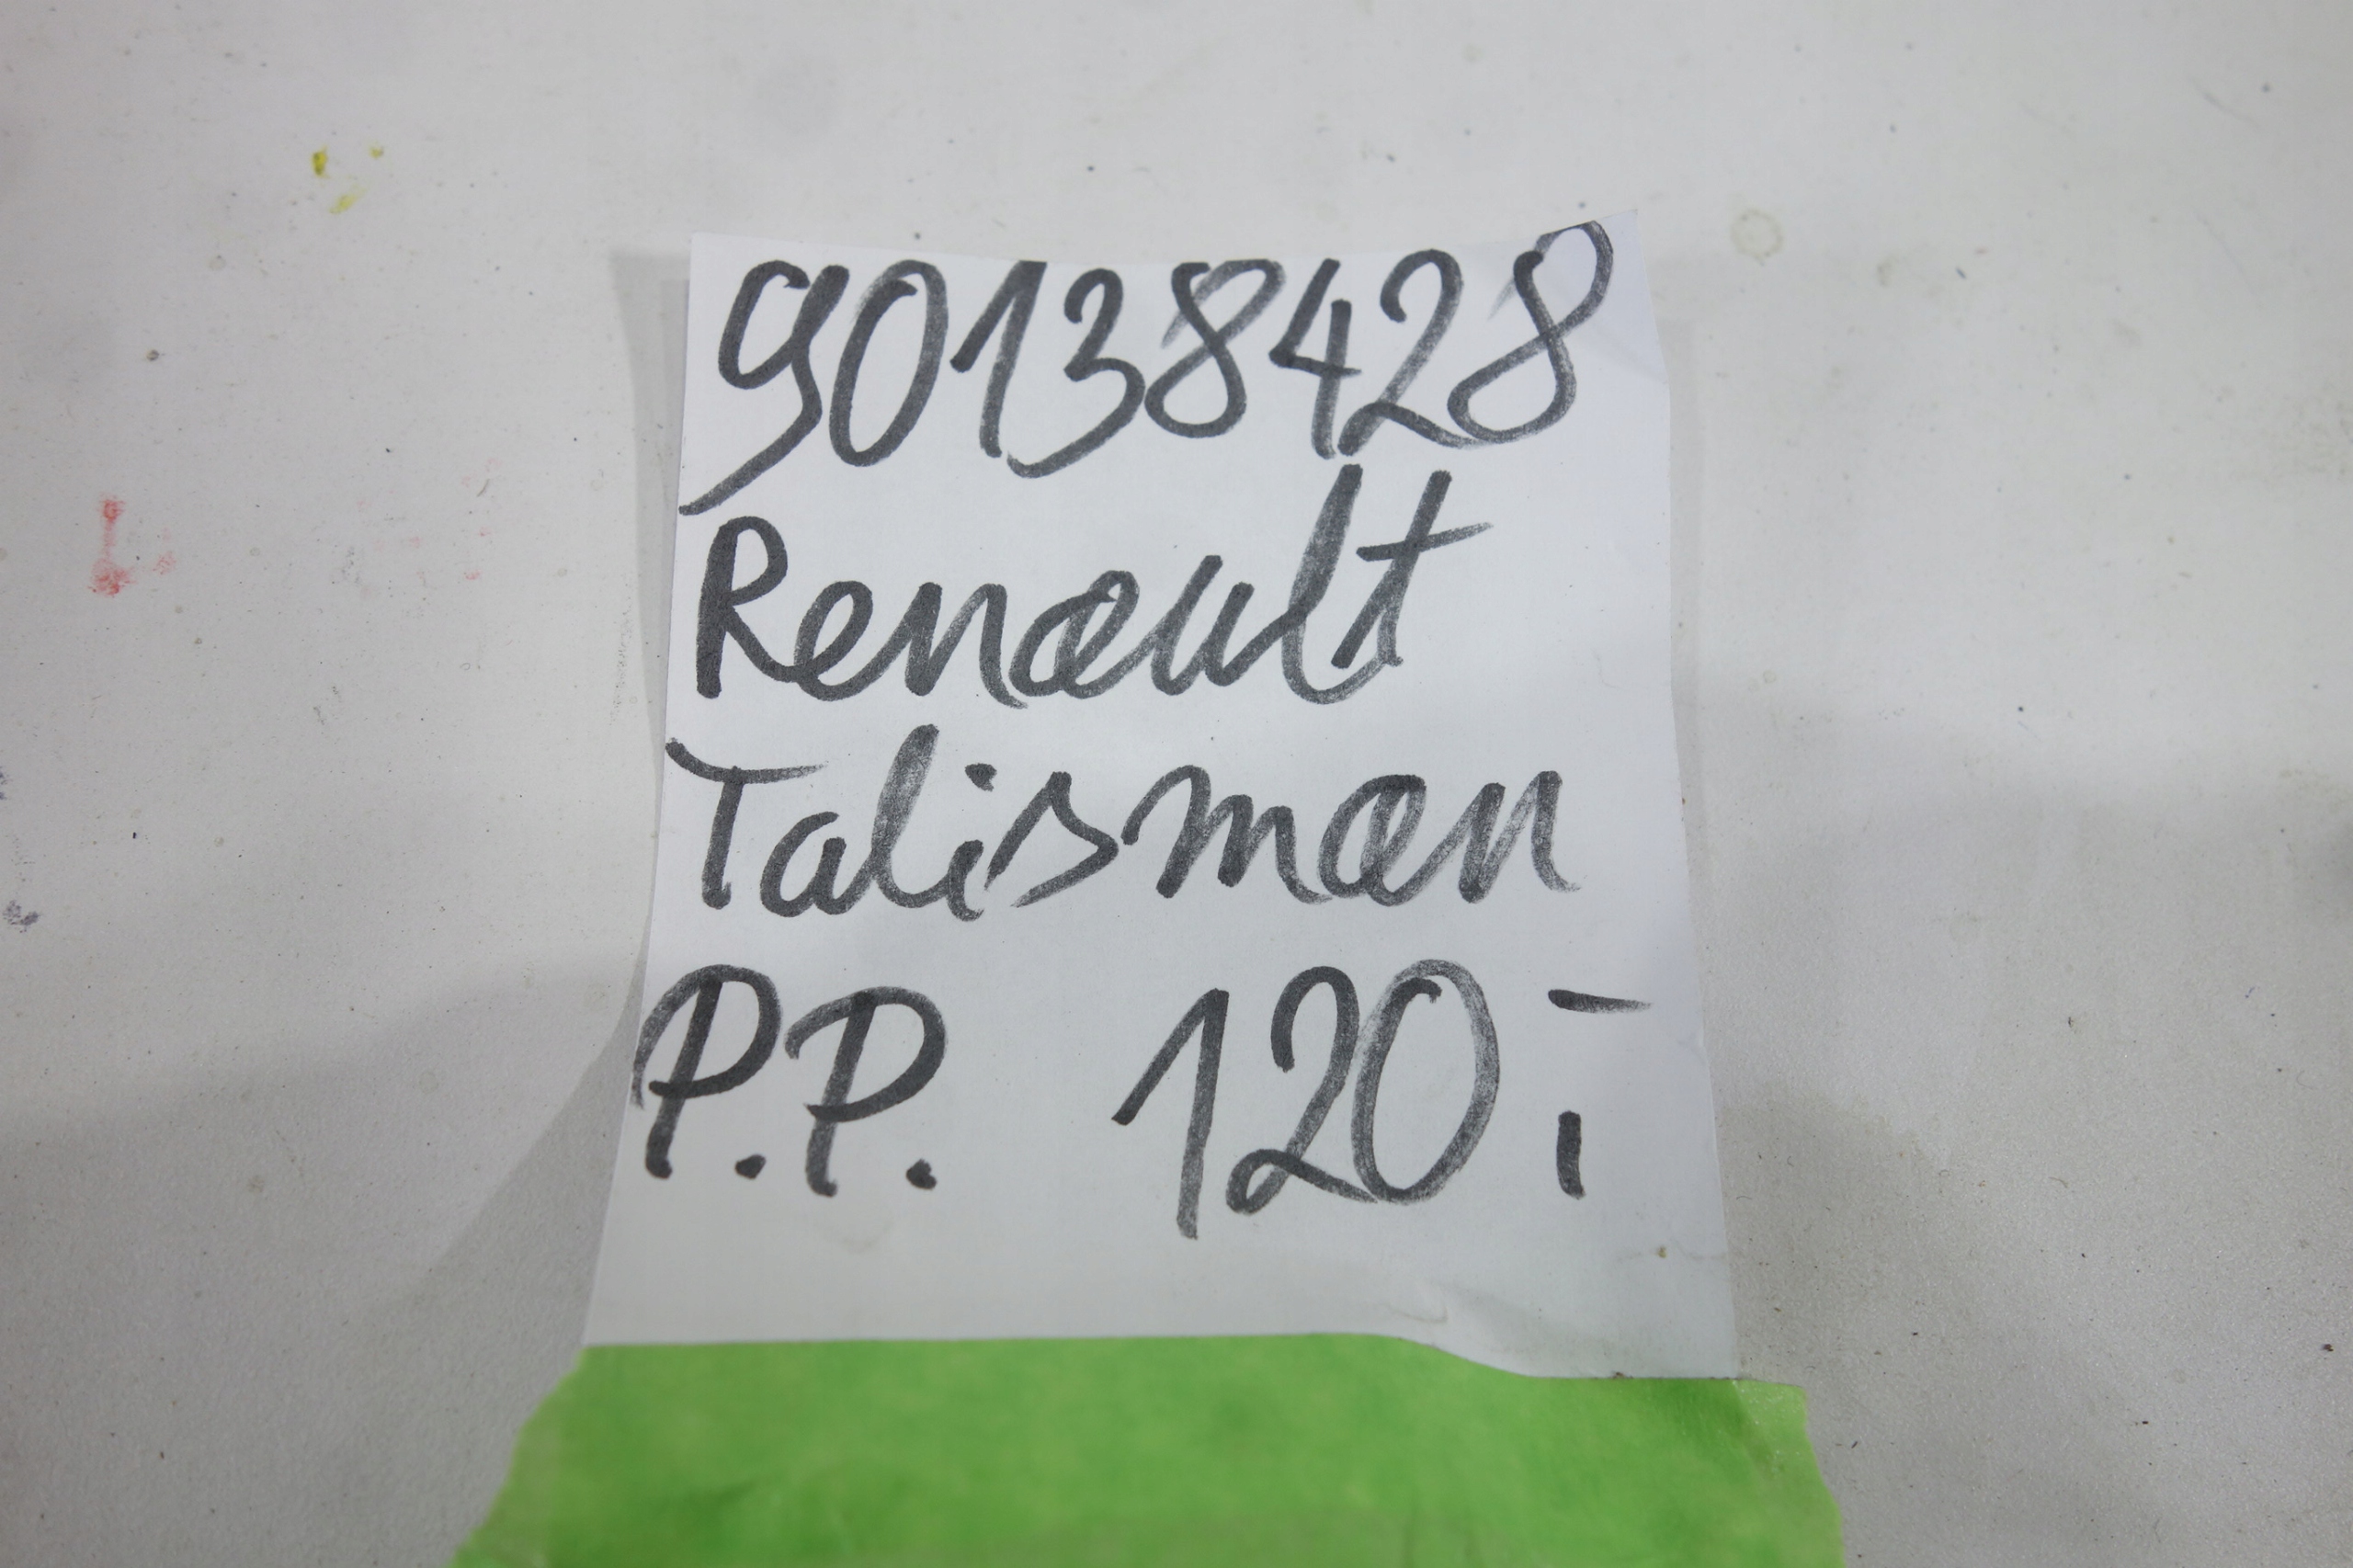 90138428
Renault
Talisman
P.P. 120,-